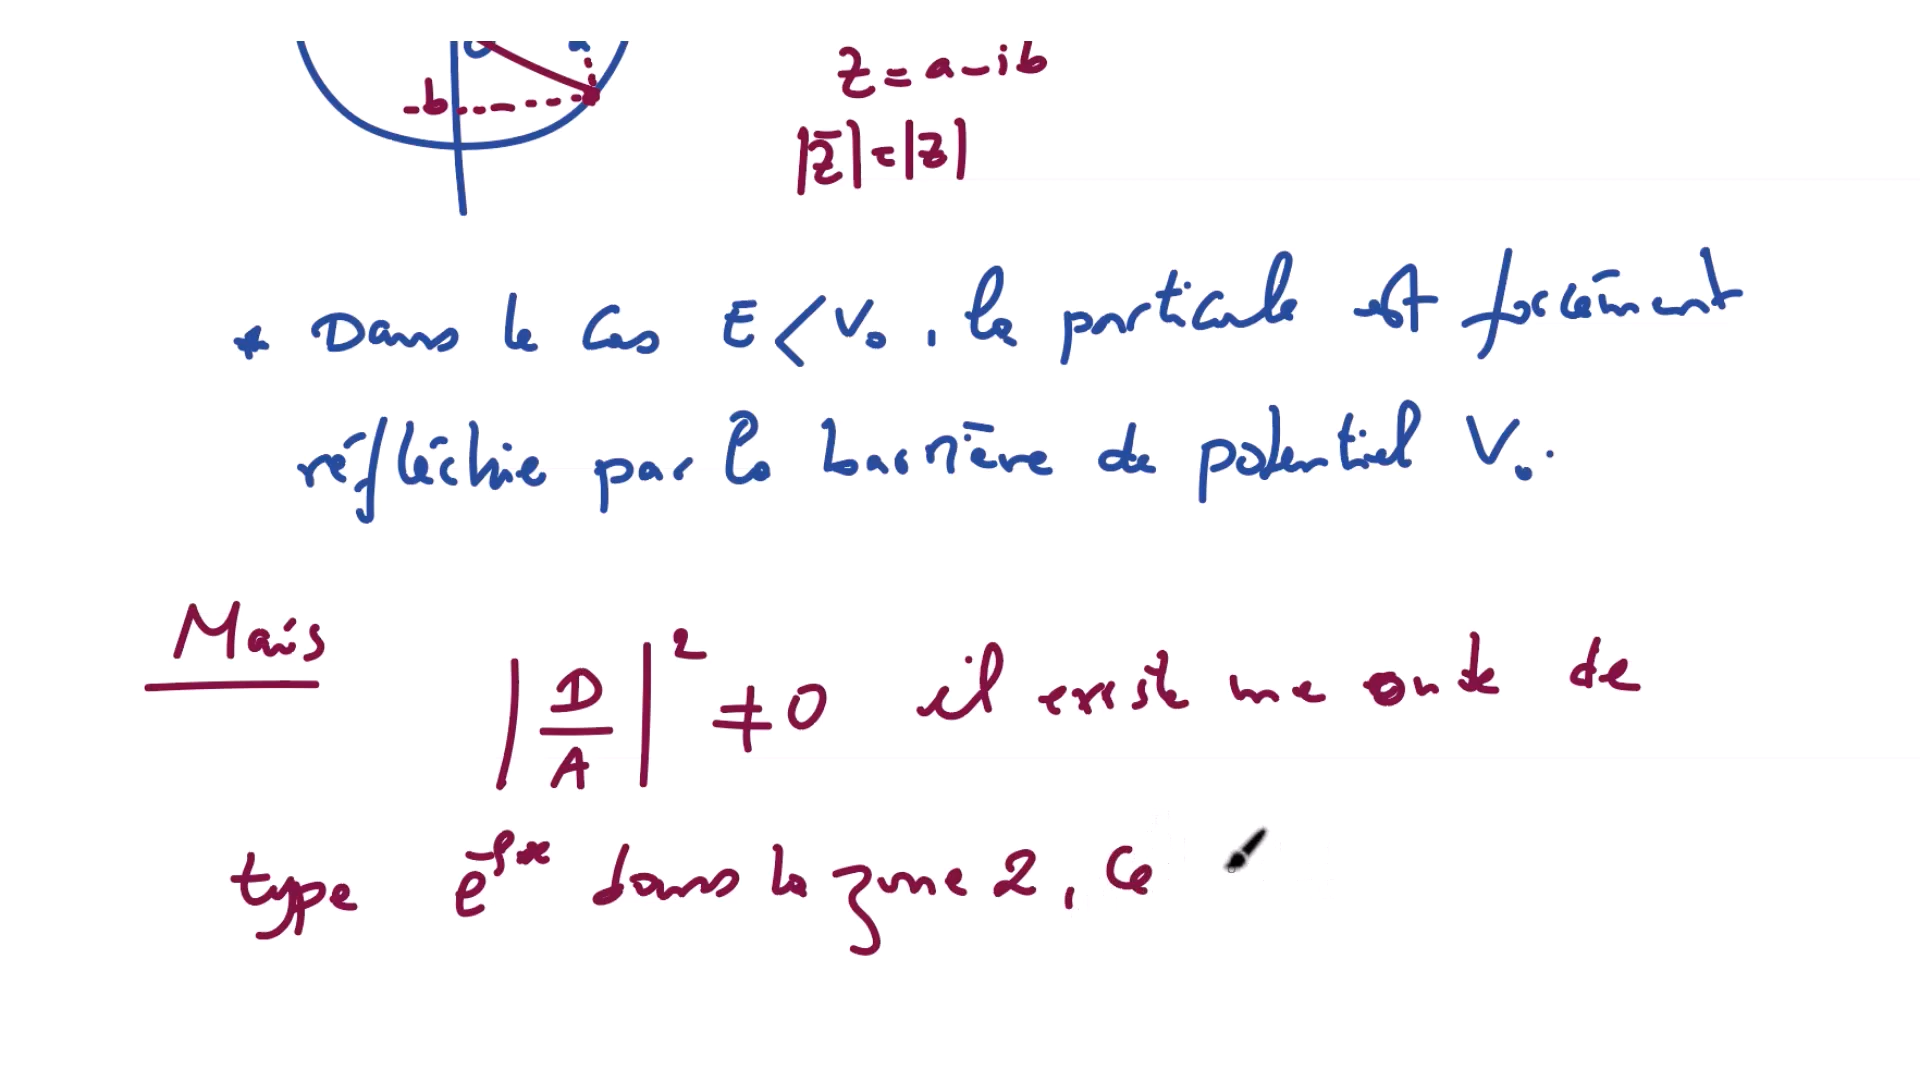 z = a - ib
-b
|z̄| = |z|
* Dans le cas E < V₀, la particule est forcément
réfléchie par la barrière de potentiel V₀.
Mais |D/A|² ≠ 0 il existe une onde de
type e^{-ρx} dans la zone 2, ce